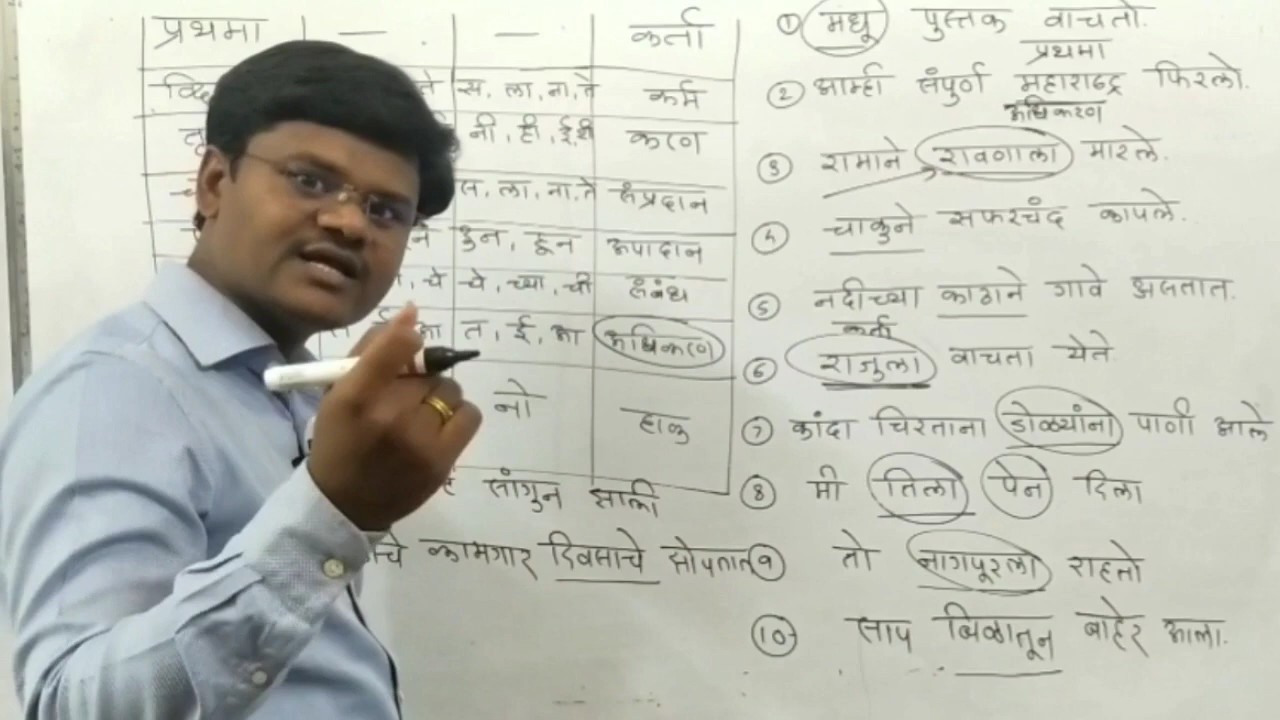 प्रथमा — — कर्ता
ते स, ला, ना, ते कर्म
नी, ही, ई, शी करण
स, ला, ना, ते संप्रदान
हुन, हून अपादान
चे चे, च्या, ची संबंध
त, ई, आ अधिकरण
नो हाक
सांगुन झाली
कामगार दिवसाचे झोपतात
① मधू पुस्तक वाचतो.
प्रथमा
② आम्ही संपुर्ण महाराष्ट्र फिरलो.
अधिकरण
③ रामाने रावणाला मारले.
④ चाकुने सफरचंद कापले.
⑤ नदीच्या काठाने गावे असतात.
कर्ता
⑥ राजुला वाचता येते
⑦ कांदा चिरताना डोळ्यांना पाणी आले
⑧ मी तिला पेन दिला
⑨ तो नागपूरला राहतो
⑩ साप बिळातून बाहेर आला.